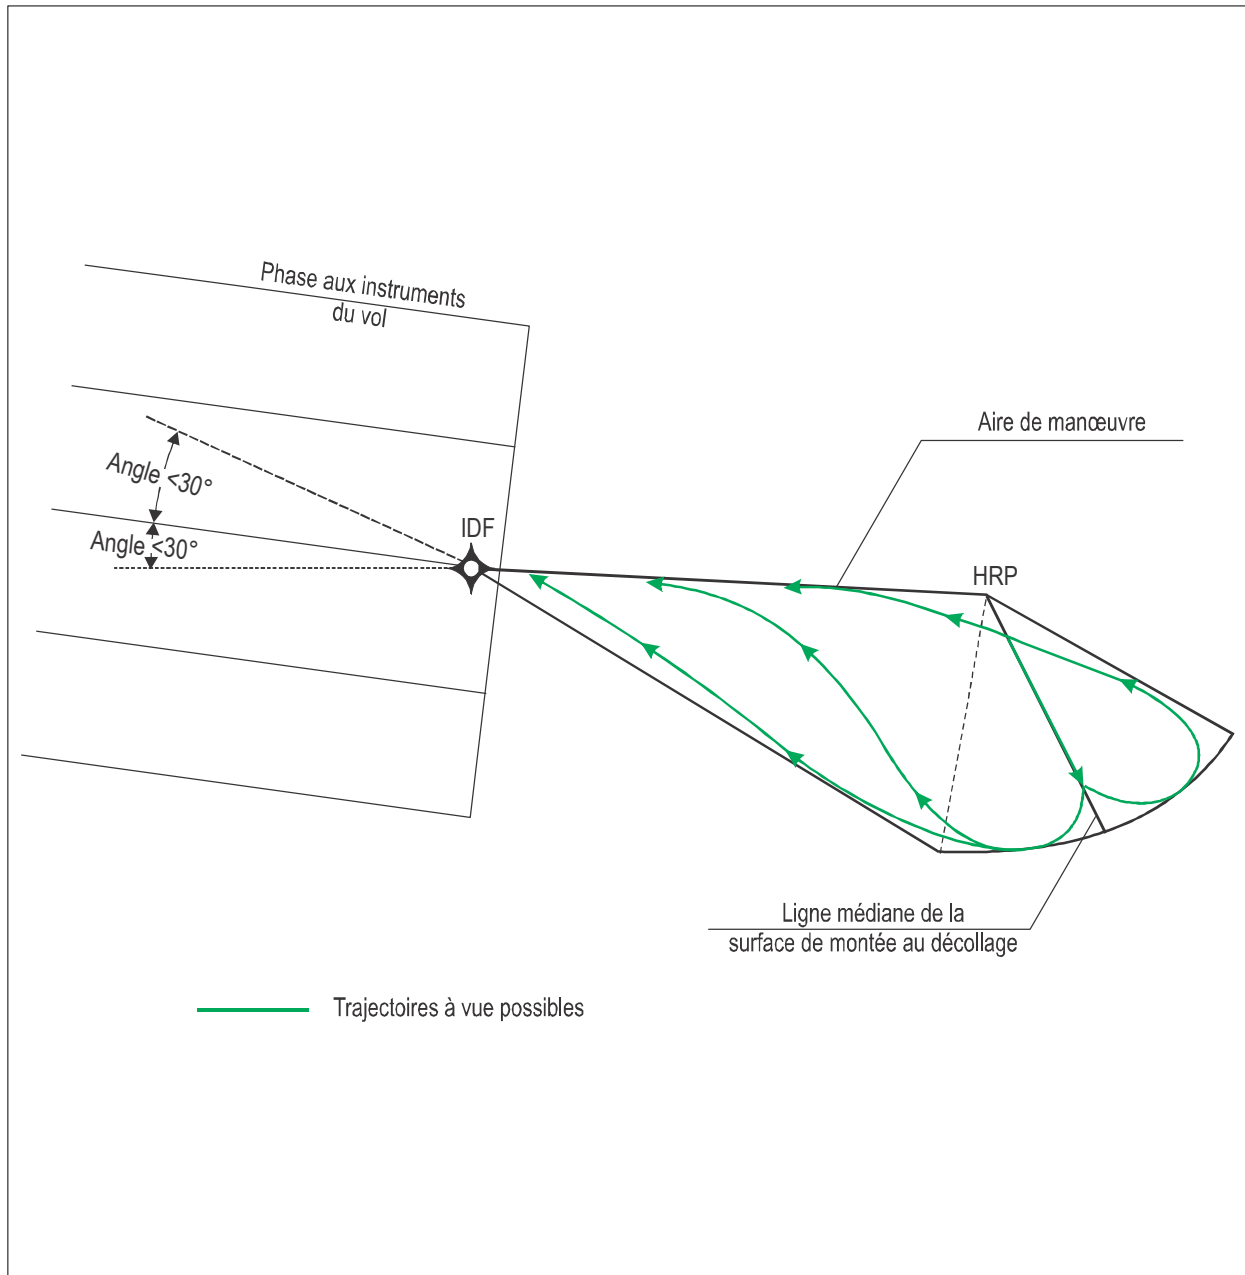 Phase aux instruments
du vol
Aire de manœuvre
Angle <30°
IDF
Angle <30°
HRP
Ligne médiane de la
surface de montée au décollage
Trajectoires à vue possibles